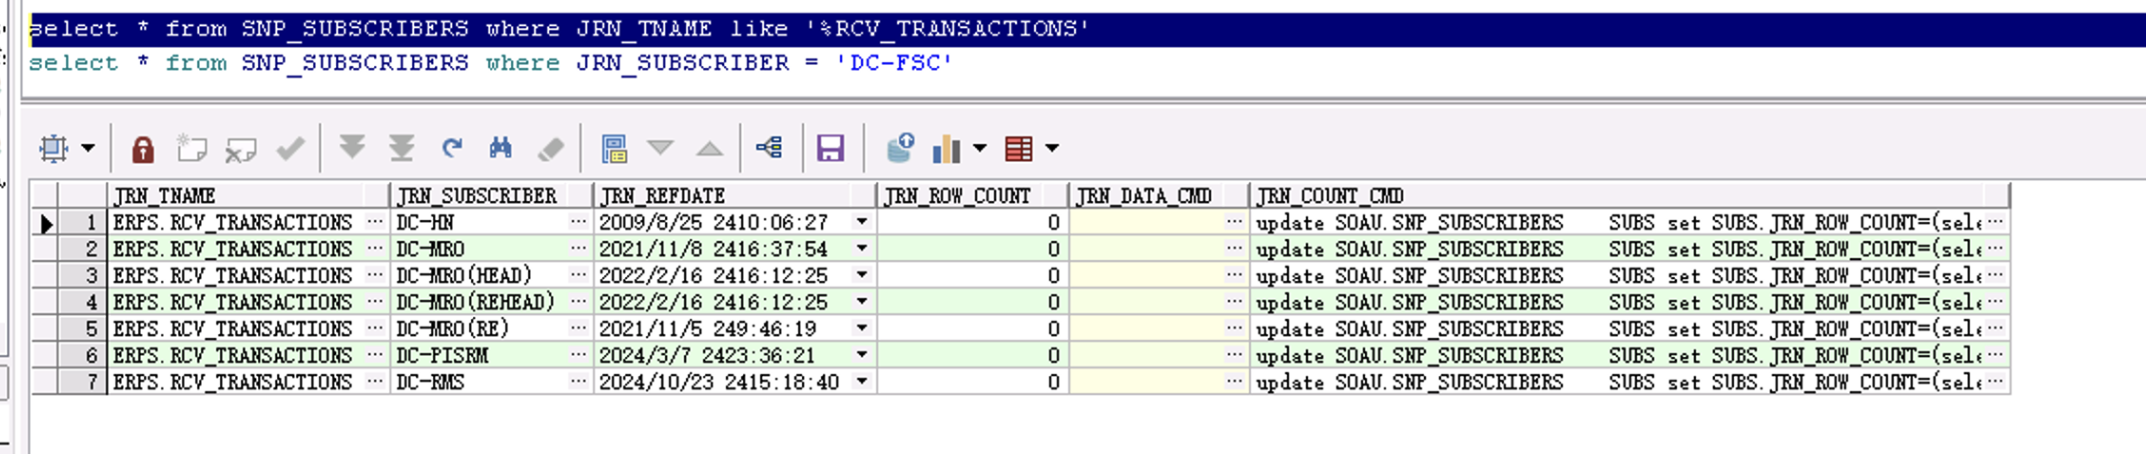 select * from SNP_SUBSCRIBERS where JRN_TNAME like '%RCV_TRANSACTIONS'
select * from SNP_SUBSCRIBERS where JRN_SUBSCRIBER = 'DC-FSC'
JRN_TNAME JRN_SUBSCRIBER JRN_REFDATE JRN_ROW_COUNT JRN_DATA_CMD JRN_COUNT_CMD
1 ERPS.RCV_TRANSACTIONS ... DC-HN ... 2009/8/25 2410:06:27 0 ... update SOAU.SNP_SUBSCRIBERS SUBS set SUBS.JRN_ROW_COUNT=(sele ...
2 ERPS.RCV_TRANSACTIONS ... DC-MRO ... 2021/11/8 2416:37:54 0 ... update SOAU.SNP_SUBSCRIBERS SUBS set SUBS.JRN_ROW_COUNT=(sele ...
3 ERPS.RCV_TRANSACTIONS ... DC-MRO(HEAD) ... 2022/2/16 2416:12:25 0 ... update SOAU.SNP_SUBSCRIBERS SUBS set SUBS.JRN_ROW_COUNT=(sele ...
4 ERPS.RCV_TRANSACTIONS ... DC-MRO(REHEAD) ... 2022/2/16 2416:12:25 0 ... update SOAU.SNP_SUBSCRIBERS SUBS set SUBS.JRN_ROW_COUNT=(sele ...
5 ERPS.RCV_TRANSACTIONS ... DC-MRO(RE) ... 2021/11/5 249:46:19 0 ... update SOAU.SNP_SUBSCRIBERS SUBS set SUBS.JRN_ROW_COUNT=(sele ...
6 ERPS.RCV_TRANSACTIONS ... DC-PISRM ... 2024/3/7 2423:36:21 0 ... update SOAU.SNP_SUBSCRIBERS SUBS set SUBS.JRN_ROW_COUNT=(sele ...
7 ERPS.RCV_TRANSACTIONS ... DC-RMS ... 2024/10/23 2415:18:40 0 ... update SOAU.SNP_SUBSCRIBERS SUBS set SUBS.JRN_ROW_COUNT=(sele ...